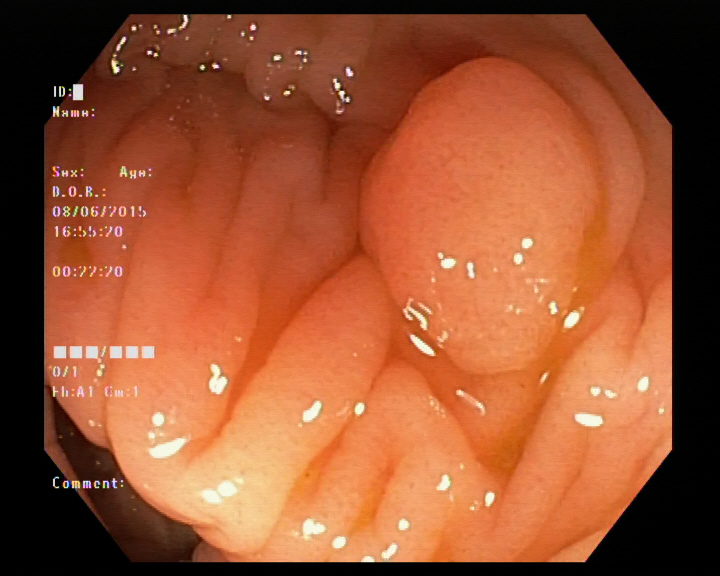 ID:
Name:
Sex: Age:
D.O.B.:
08/06/2015
16:55:20
00:22:20
/
0/1
Eh:A1 Cm:1
Comment: